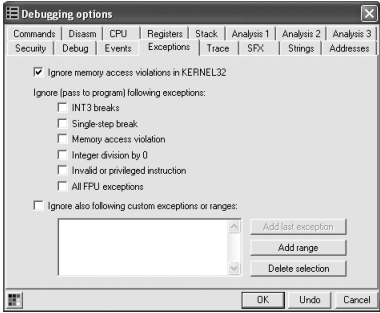 Debugging options
Commands Disasm CPU Registers Stack Analysis 1 Analysis 2 Analysis 3
Security Debug Events Exceptions Trace SFX Strings Addresses
Ignore memory access violations in KERNEL32
Ignore (pass to program) following exceptions:
INT3 breaks
Single-step break
Memory access violation
Integer division by 0
Invalid or privileged instruction
All FPU exceptions
Ignore also following custom exceptions or ranges:
Add last exception
Add range
Delete selection
OK Undo Cancel